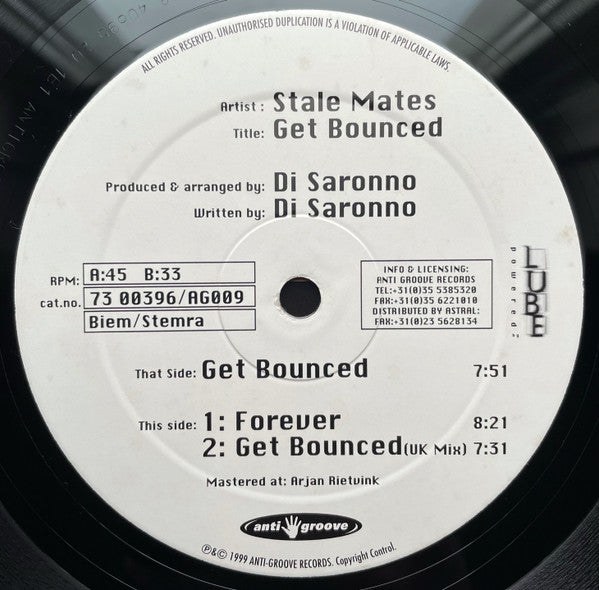 ALL RIGHTS RESERVED. UNAUTHORISED DUPLICATION IS A VIOLATION OF APPLICABLE LAWS.
Artist: Stale Mates
Title: Get Bounced
Produced & arranged by: Di Saronno
Written by: Di Saronno
RPM: A:45 B:33
cat.no. 73 00396/AG009
Biem/Stemra
INFO & LICENSING:
ANTI GROOVE RECORDS
TEL:+31(0)35 5385320
FAX:+31(0)35 6221010
DISTRIBUTED BY ASTRAL:
FAX:+31(0)23 5628134
LUBE
That Side: Get Bounced 7:51
This side: 1: Forever 8:21
2: Get Bounced(UK Mix) 7:31
Mastered at: Arjan Rietvink
anti groove
℗&© 1999 ANTI-GROOVE RECORDS. Copyright Control.